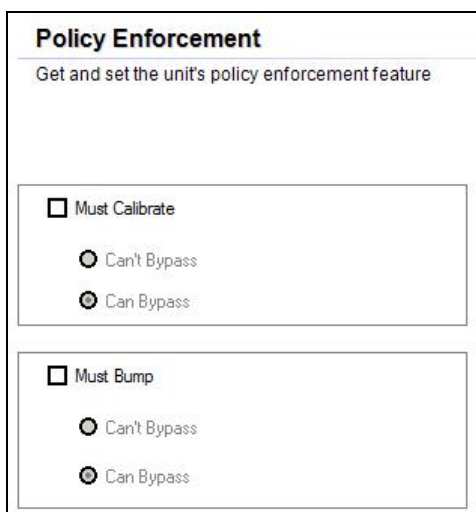 Policy Enforcement
Get and set the unit's policy enforcement feature
Must Calibrate
Can't Bypass
Can Bypass
Must Bump
Can't Bypass
Can Bypass